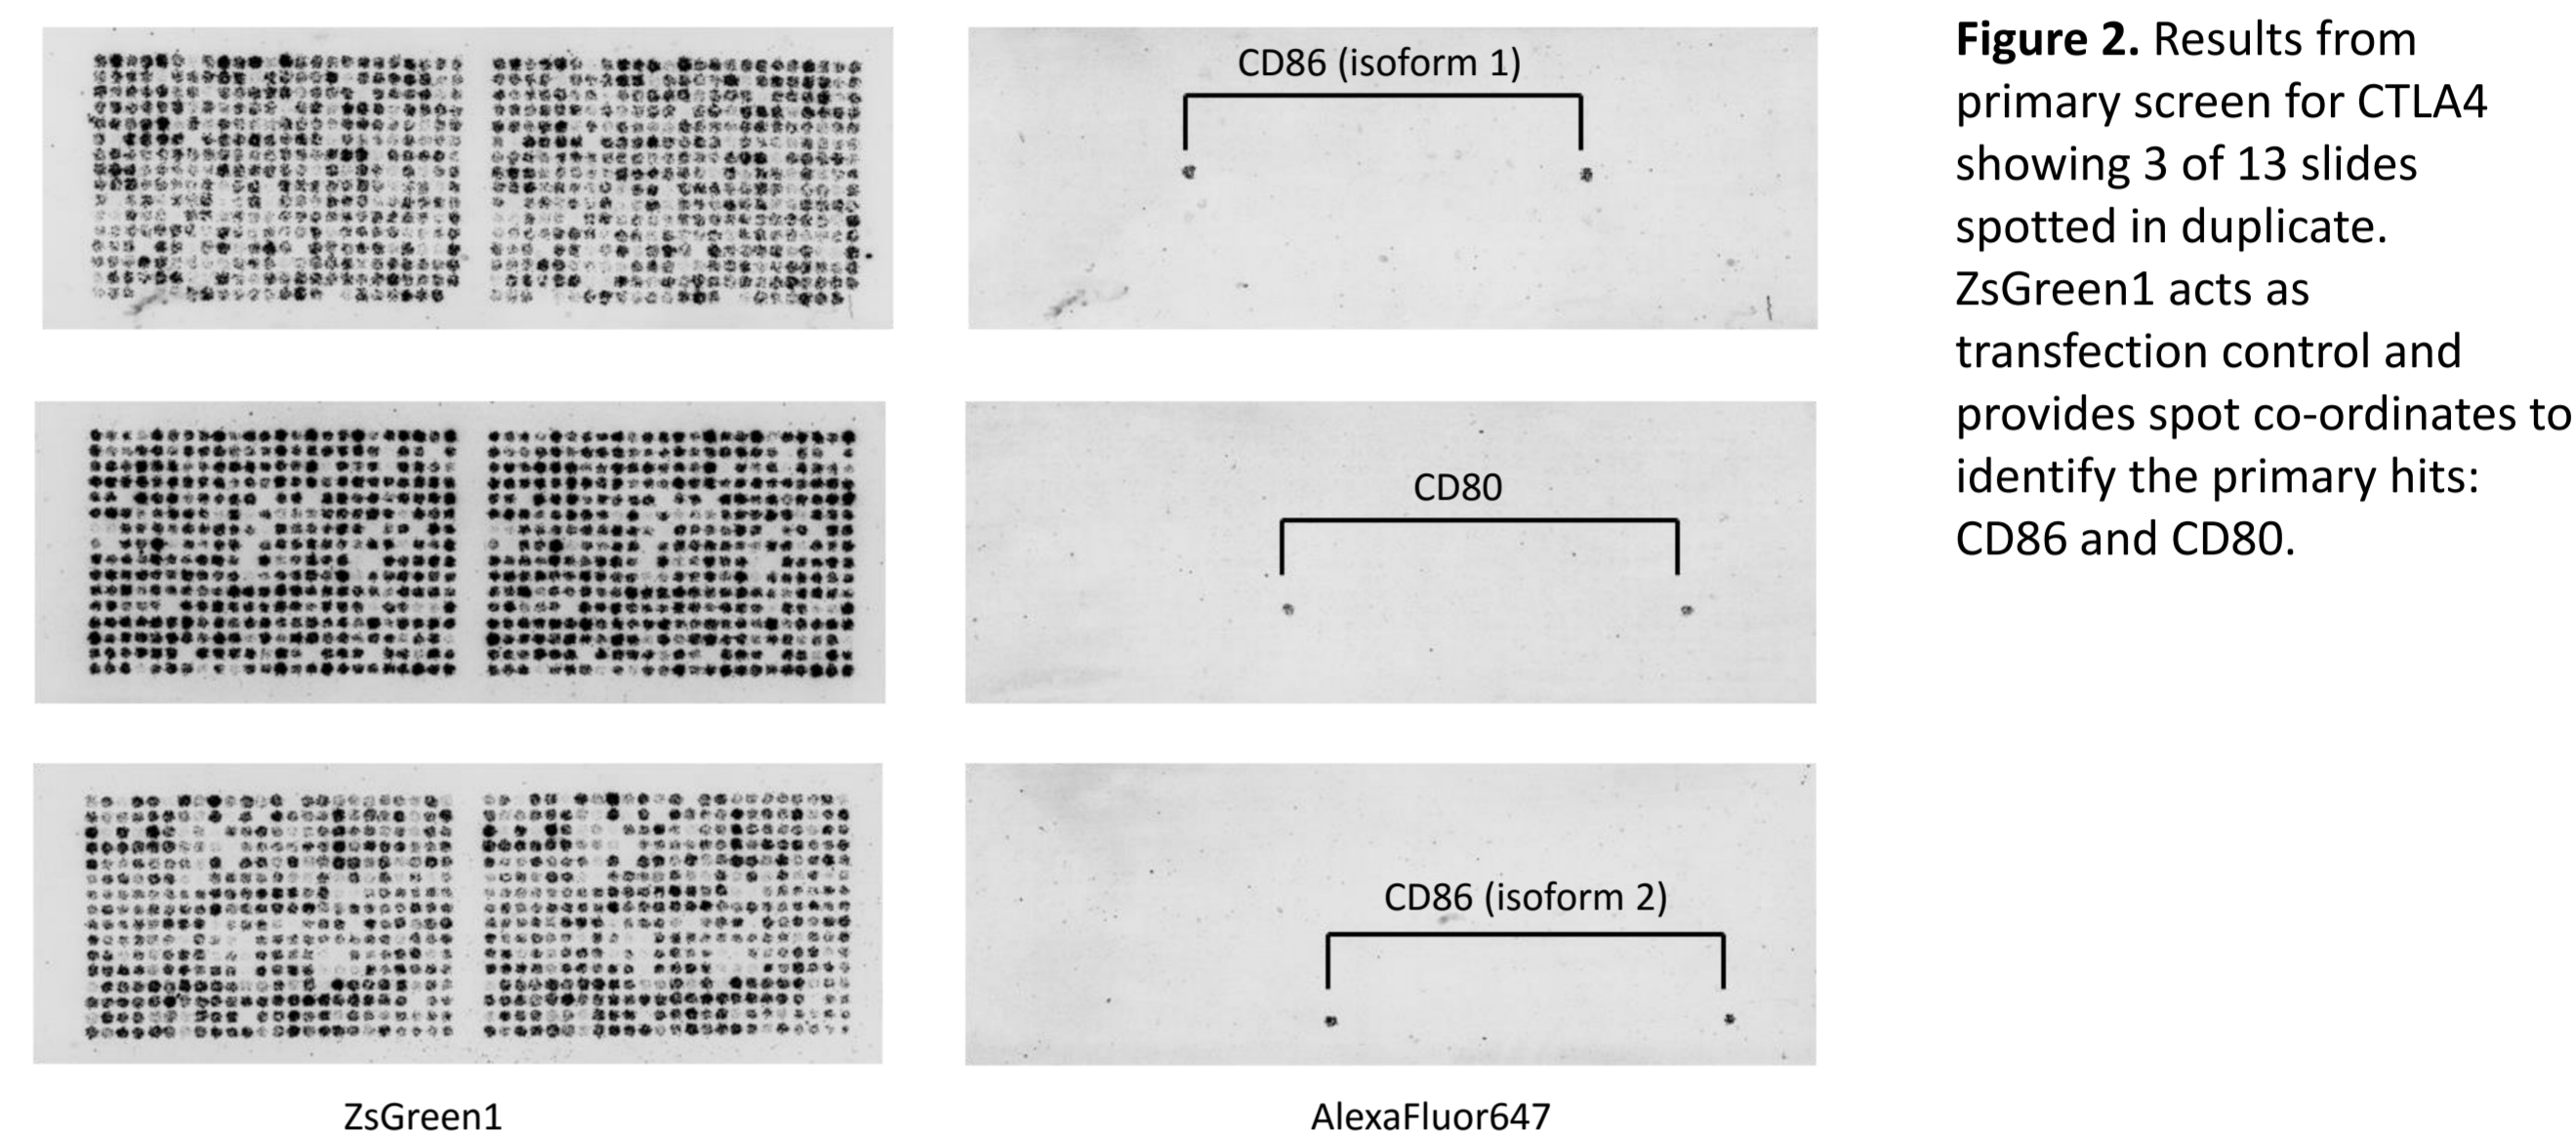 CD86 (isoform 1)
CD80
CD86 (isoform 2)
ZsGreen1
AlexaFluor647
Figure 2. Results from
primary screen for CTLA4
showing 3 of 13 slides
spotted in duplicate.
ZsGreen1 acts as
transfection control and
provides spot co-ordinates to
identify the primary hits:
CD86 and CD80.